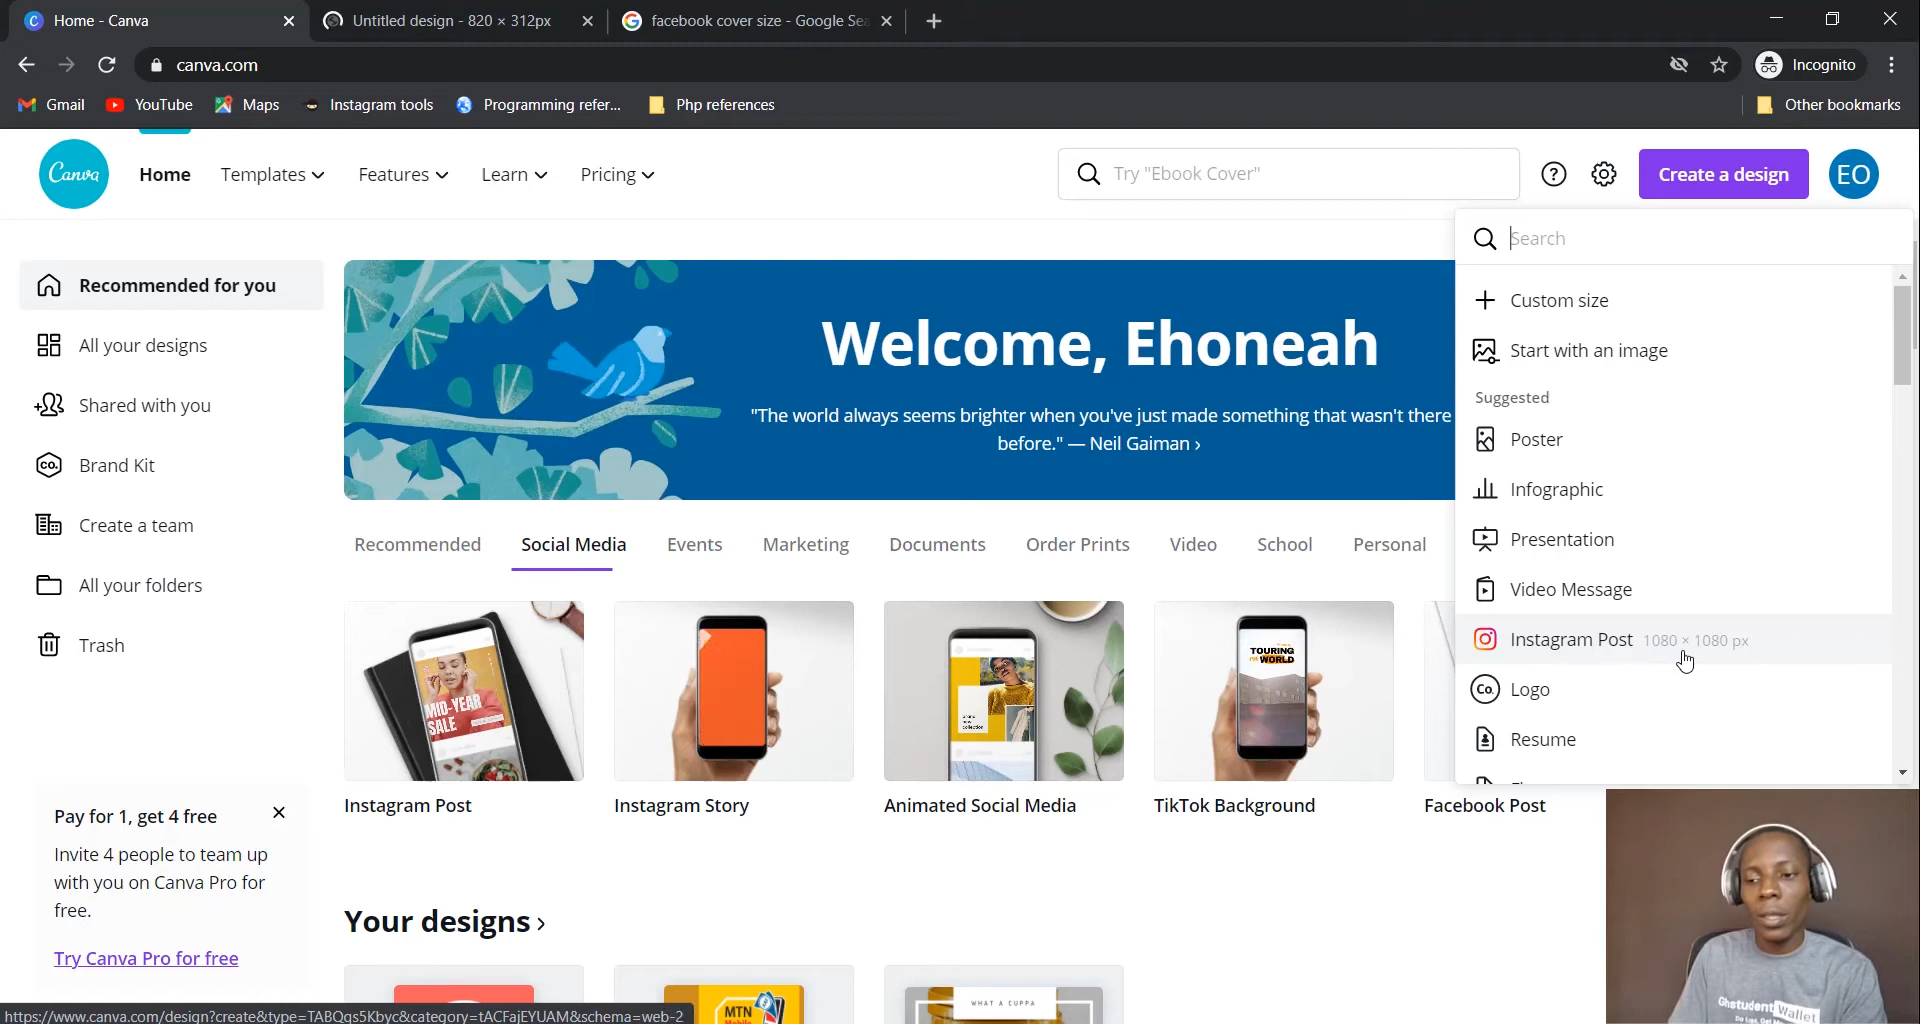 Home - Canva
Untitled design - 820 × 312px
facebook cover size - Google Sea
canva.com
Incognito
Gmail
YouTube
Maps
Instagram tools
Programming refer...
Php references
Other bookmarks
Canva
Home
Templates
Features
Learn
Pricing
Try "Ebook Cover"
Create a design
EO
Search
Recommended for you
All your designs
Shared with you
Brand Kit
Create a team
All your folders
Trash
Welcome, Ehoneah
"The world always seems brighter when you've just made something that wasn't there
before." — Neil Gaiman ›
Custom size
Start with an image
Suggested
Poster
Infographic
Presentation
Video Message
Instagram Post 1080 × 1080 px
Logo
Resume
Recommended
Social Media
Events
Marketing
Documents
Order Prints
Video
School
Personal
MID-YEAR
SALE
brand
new
collection
TOURING
WORLD
Instagram Post
Instagram Story
Animated Social Media
TikTok Background
Facebook Post
Pay for 1, get 4 free
Invite 4 people to team up
with you on Canva Pro for
free.
Try Canva Pro for free
Your designs ›
MTN
WHAT A CUPPA
Ghstudent Wallet
https://www.canva.com/design?create&type=TABQqs5Kbyc&category=tACFajEYUAM&schema=web-2